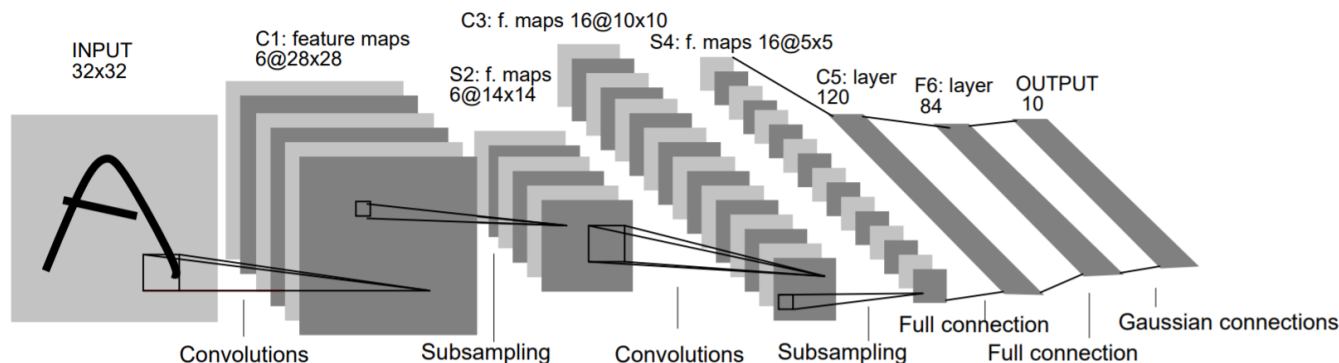 INPUT
32x32
C1: feature maps
6@28x28
S2: f. maps
6@14x14
C3: f. maps 16@10x10
S4: f. maps 16@5x5
C5: layer
120
F6: layer
84
OUTPUT
10
Convolutions
Subsampling
Convolutions
Subsampling
Full connection
Full connection
Gaussian connections